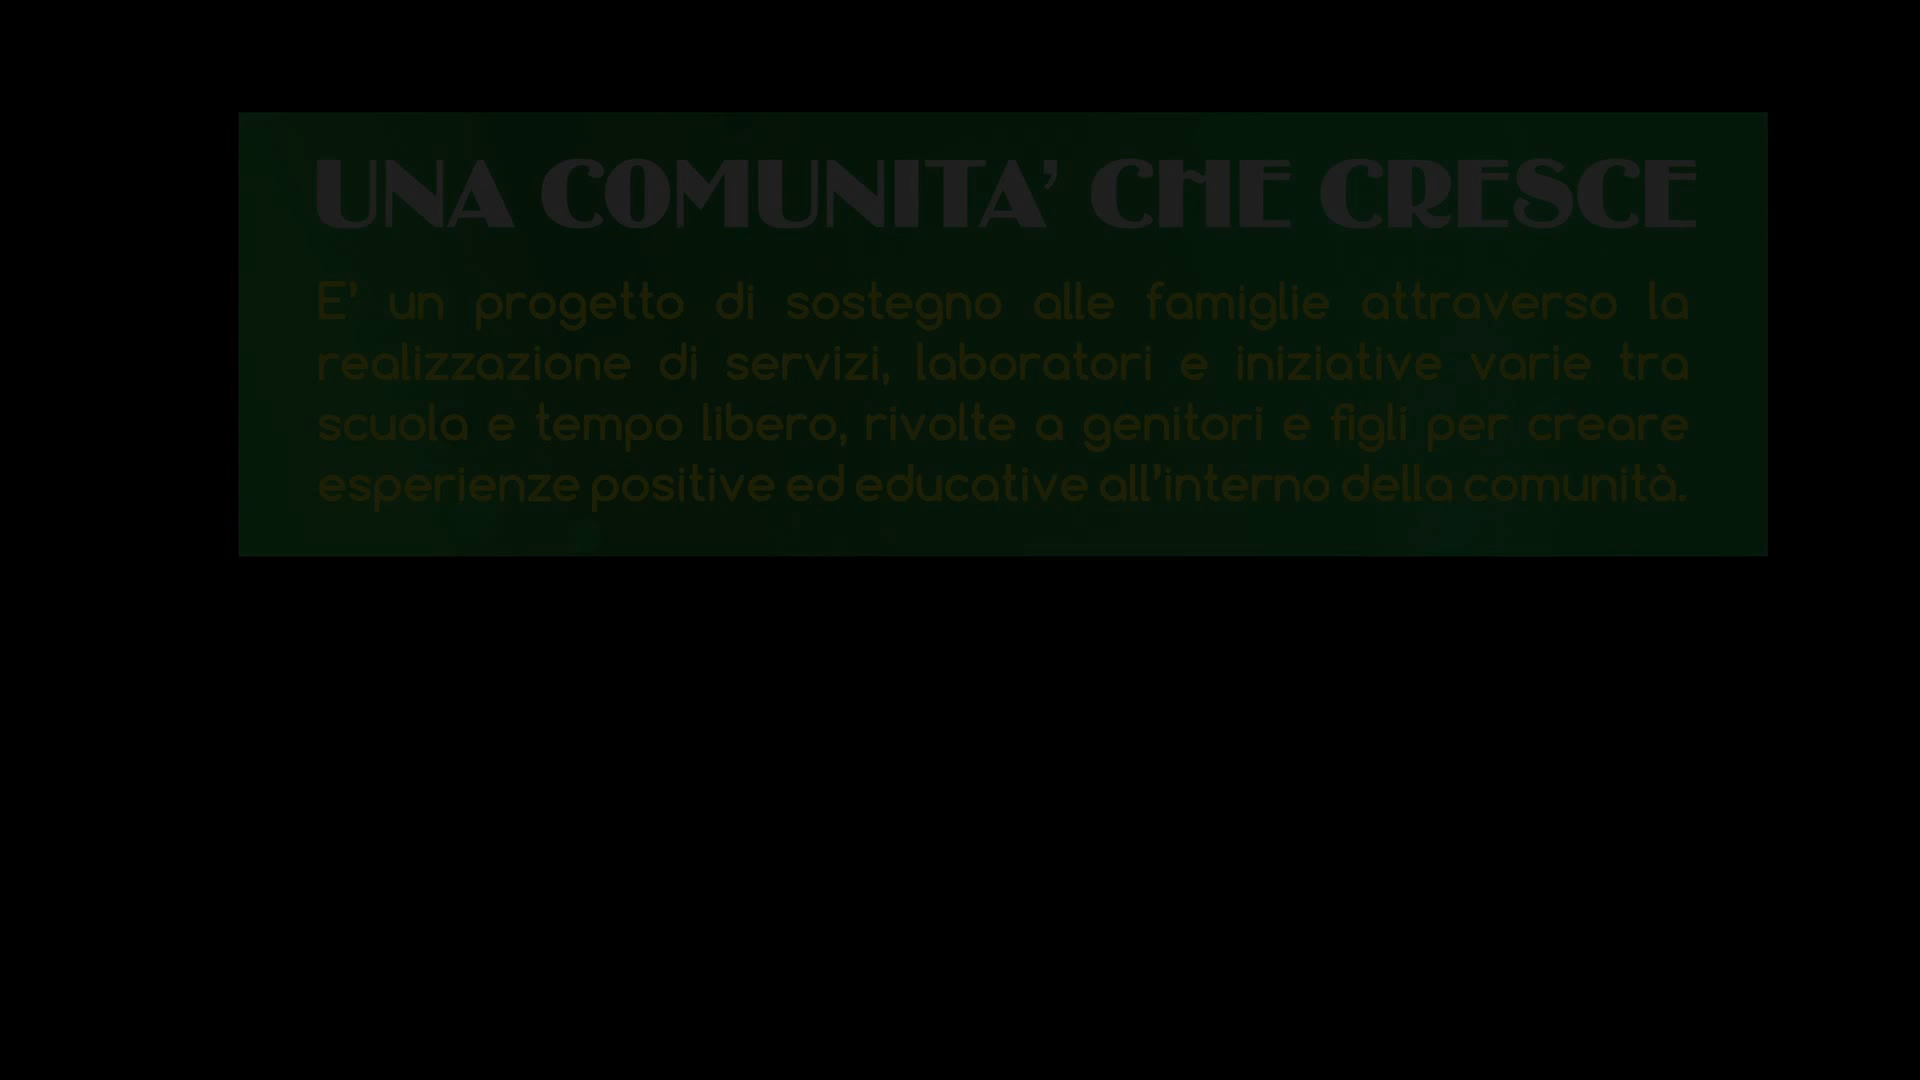 UNA COMUNITA’ CHE CRESCE
E’ un progetto di sostegno alle famiglie attraverso la
realizzazione di servizi, laboratori e iniziative varie tra
scuola e tempo libero, rivolte a genitori e figli per creare
esperienze positive ed educative all’interno della comunità.